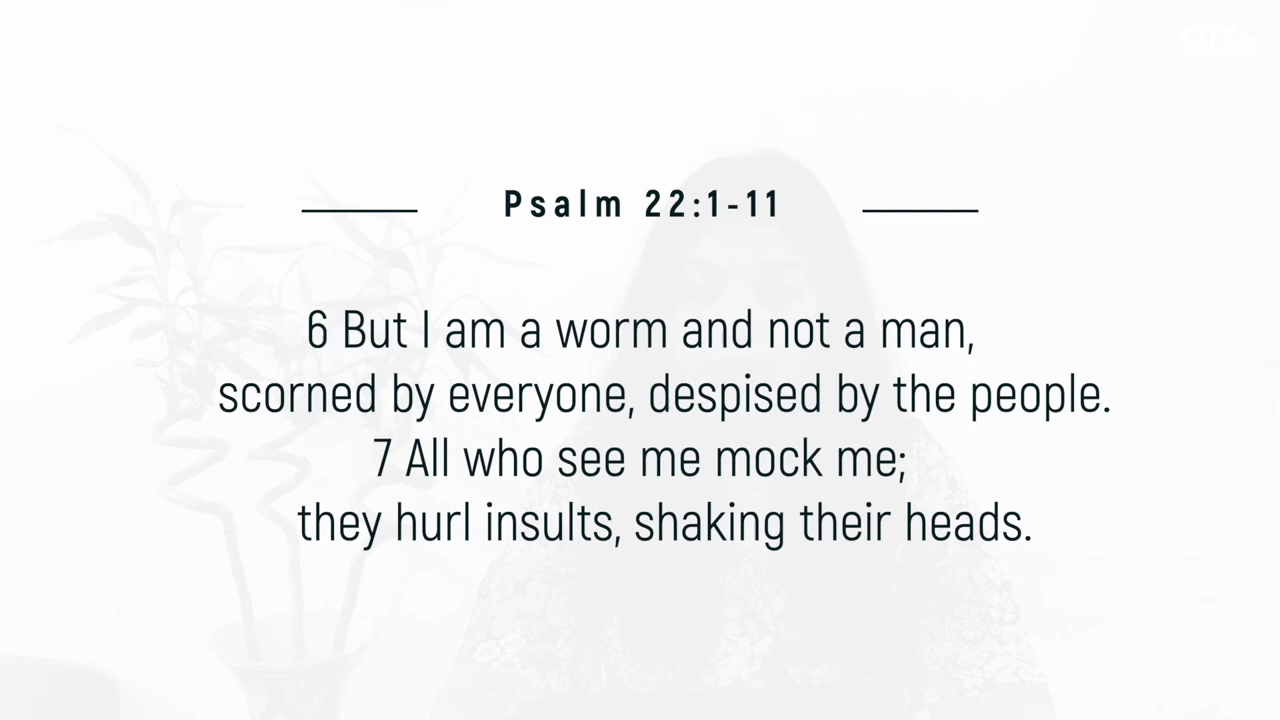 Psalm 22:1-11
6 But I am a worm and not a man,
scorned by everyone, despised by the people.
7 All who see me mock me;
they hurl insults, shaking their heads.